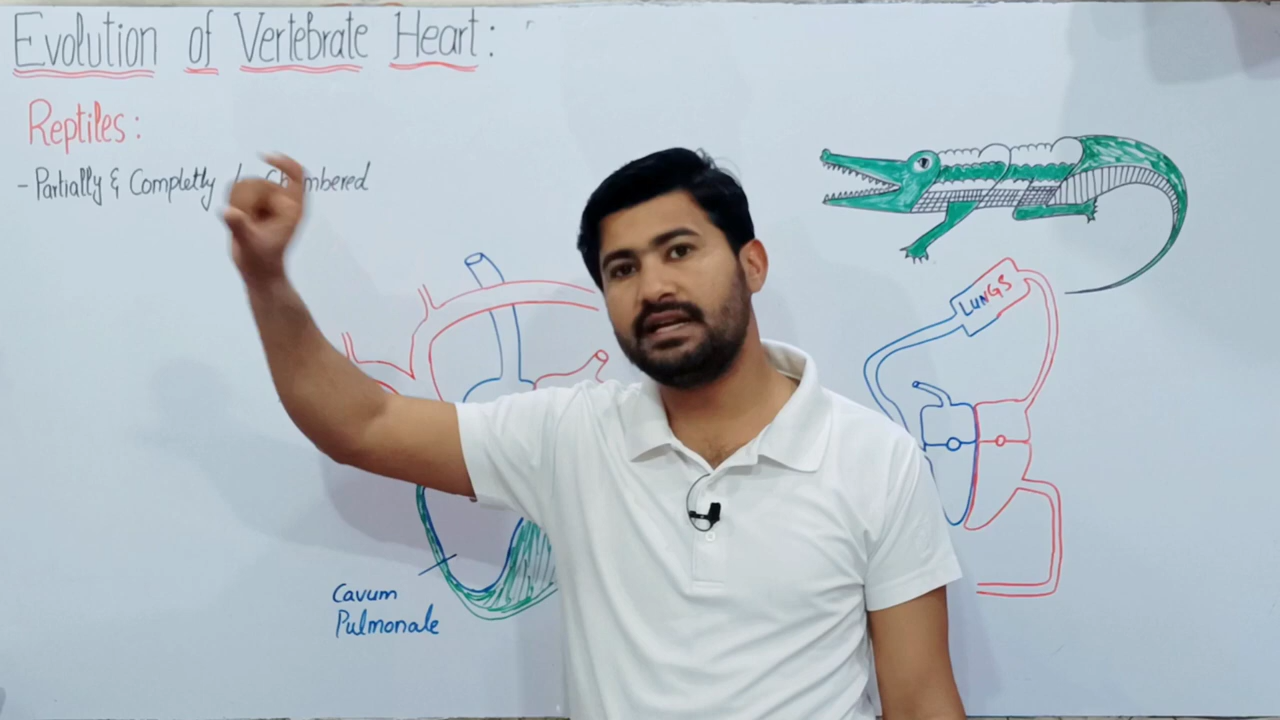 Evolution of Vertebrate Heart:
Reptiles:
- Partially & Completly Chambered
LUNGS
Cavum
Pulmonale